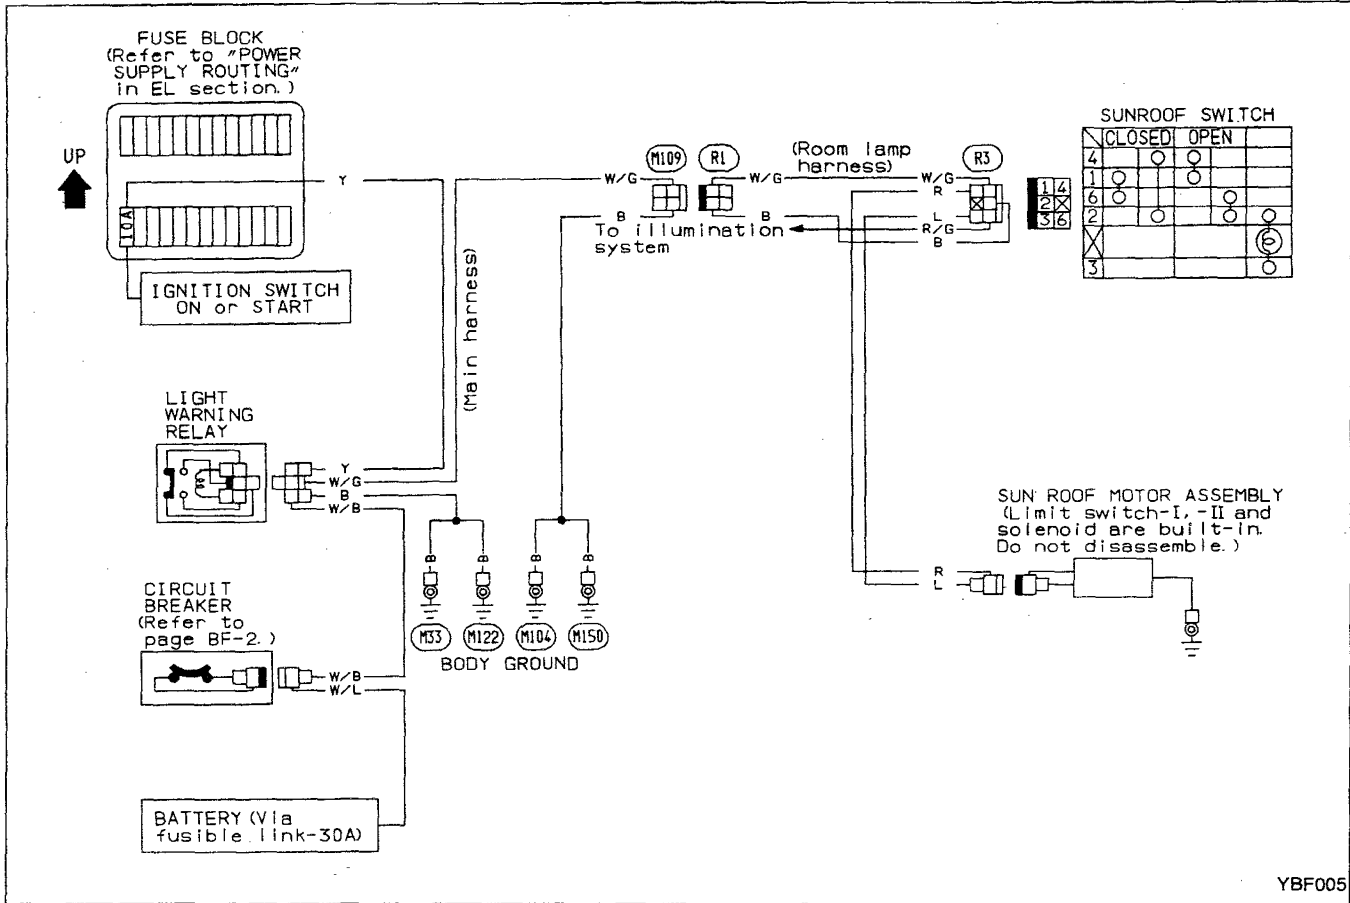 FUSE BLOCK
(Refer to "POWER
SUPPLY ROUTING"
in EL section.)
UP
10A
Y
IGNITION SWITCH
ON or START
(Main harness)
LIGHT
WARNING
RELAY
Y
W/G
B
W/B
CIRCUIT
BREAKER
(Refer to
page BF-2.)
W/B
W/L
BATTERY (Via
fusible link-30A)
B
B
B
B
M33
M122
M104
M150
BODY GROUND
M109
R1
(Room lamp
harness)
R3
W/G
W/G
W/G
R
B
B
L
To illumination
system
R/G
B
1 4
2
3 6
SUNROOF SWITCH
CLOSED OPEN
4
1
6
2
3
SUN ROOF MOTOR ASSEMBLY
(Limit switch-I, -II and
solenoid are built-in.
Do not disassemble.)
R
L
YBF005